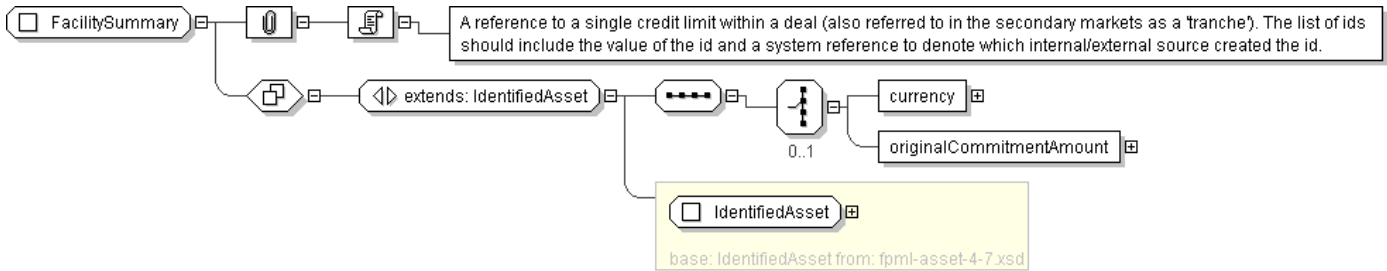 FacilitySummary
A reference to a single credit limit within a deal (also referred to in the secondary markets as a 'tranche'). The list of ids
should include the value of the id and a system reference to denote which internal/external source created the id.
extends: IdentifiedAsset
currency
0..1
originalCommitmentAmount
IdentifiedAsset
base: IdentifiedAsset from: fpml-asset-4-7.xsd